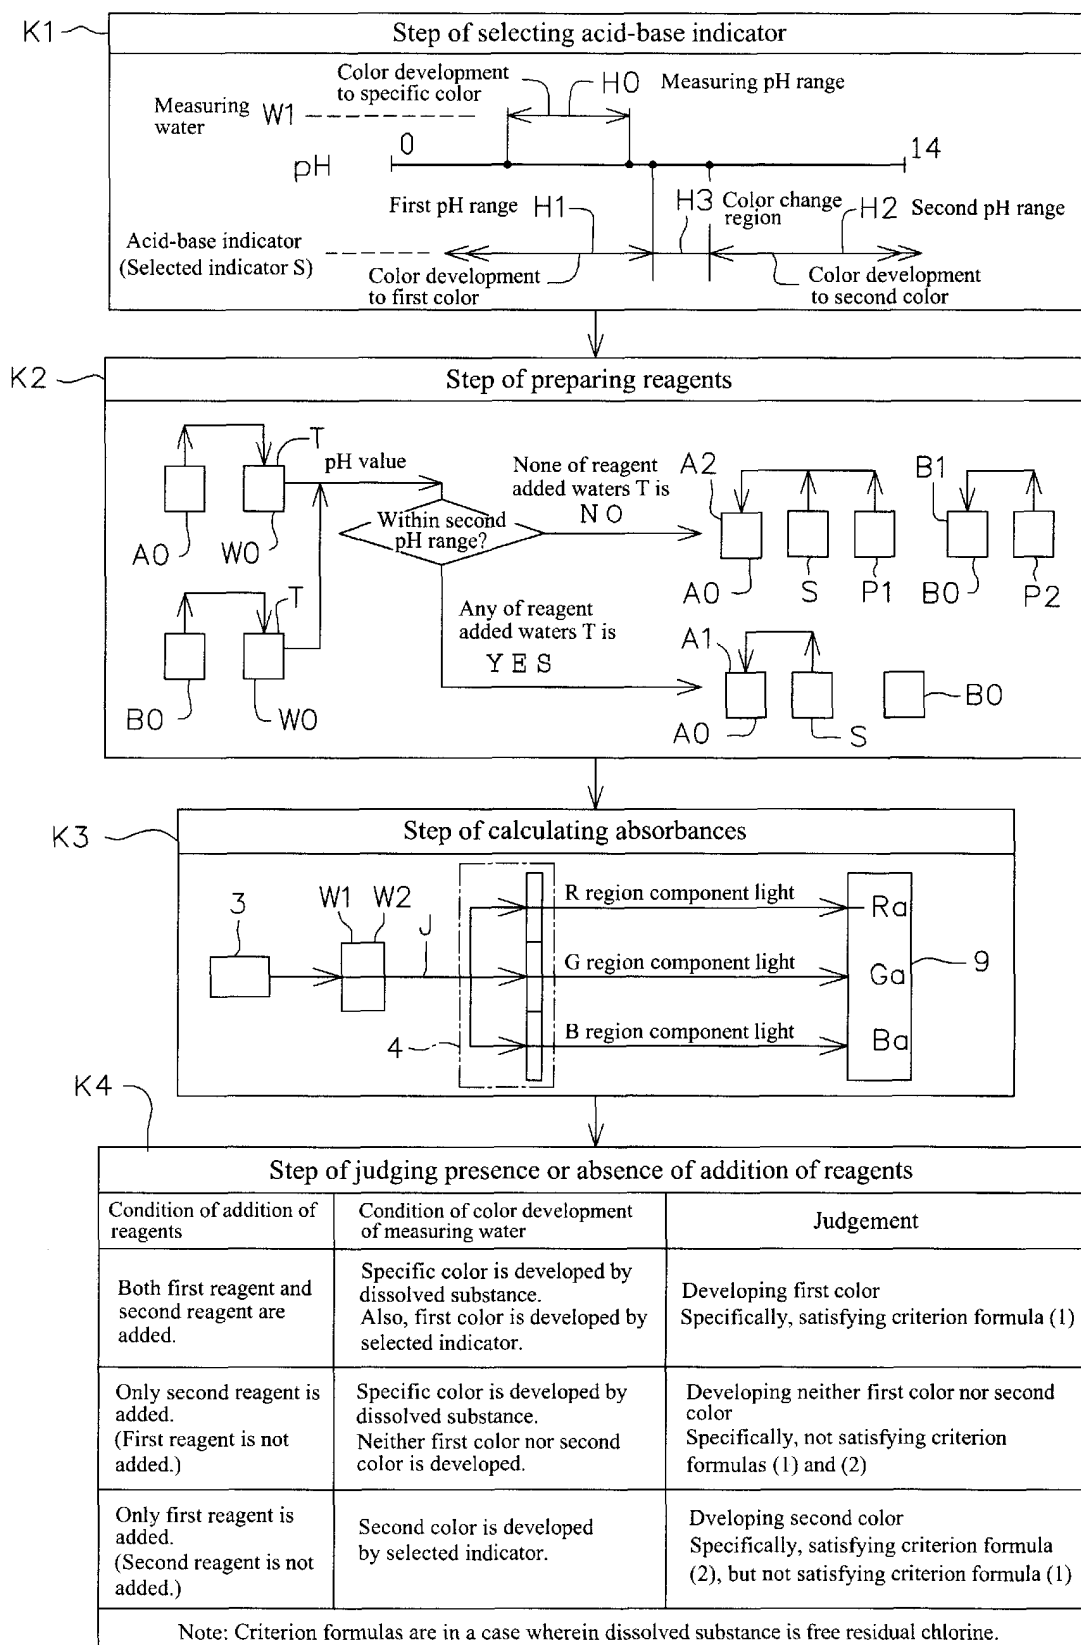 K1
Step of selecting acid-base indicator
Color development
to specific color
H0
Measuring pH range
Measuring
water
W1
0
14
pH
First pH range
H1
H3
Color change
region
H2
Second pH range
Acid-base indicator
(Selected indicator S)
Color development
to first color
Color development
to second color
K2
Step of preparing reagents
T
pH value
None of reagent
added waters T is
N O
A2
B1
Within second
pH range?
A0
W0
A0
S
P1
B0
P2
T
Any of reagent
added waters T is
Y E S
A1
B0
W0
A0
S
B0
K3
Step of calculating absorbances
3
W1
W2
J
R region component light
Ra
G region component light
Ga
9
B region component light
Ba
4
K4
Step of judging presence or absence of addition of reagents
Condition of addition of
reagents
Condition of color development
of measuring water
Judgement
Both first reagent and
second reagent are
added.
Specific color is developed by
dissolved substance.
Also, first color is developed by
selected indicator.
Developing first color
Specifically, satisfying criterion formula (1)
Only second reagent is
added.
(First reagent is not
added.)
Specific color is developed by
dissolved substance.
Neither first color nor second
color is developed.
Developing neither first color nor second
color
Specifically, not satisfying criterion
formulas (1) and (2)
Only first reagent is
added.
(Second reagent is not
added.)
Second color is developed
by selected indicator.
Dveloping second color
Specifically, satisfying criterion formula
(2), but not satisfying criterion formula (1)
Note: Criterion formulas are in a case wherein dissolved substance is free residual chlorine.